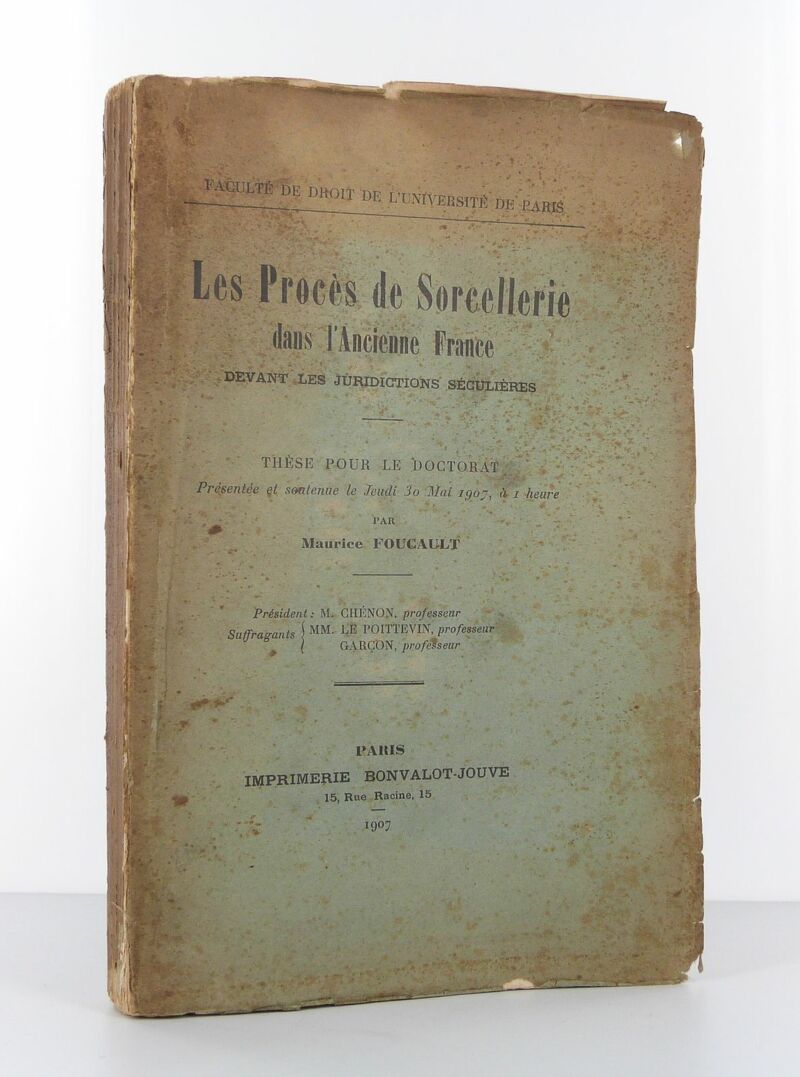 FACULTÉ DE DROIT DE L'UNIVERSITÉ DE PARIS
Les Procès de Sorcellerie
dans l'Ancienne France
DEVANT LES JURIDICTIONS SÉCULIÈRES
THÈSE POUR LE DOCTORAT
Présentée et soutenue le Jeudi 30 Mai 1907, à 1 heure
PAR
Maurice FOUCAULT
Président : M. CHÉNON, professeur
Suffragants { MM. LE POITTEVIN, professeur
GARÇON, professeur
PARIS
IMPRIMERIE BONVALOT-JOUVE
15, Rue Racine, 15
1907